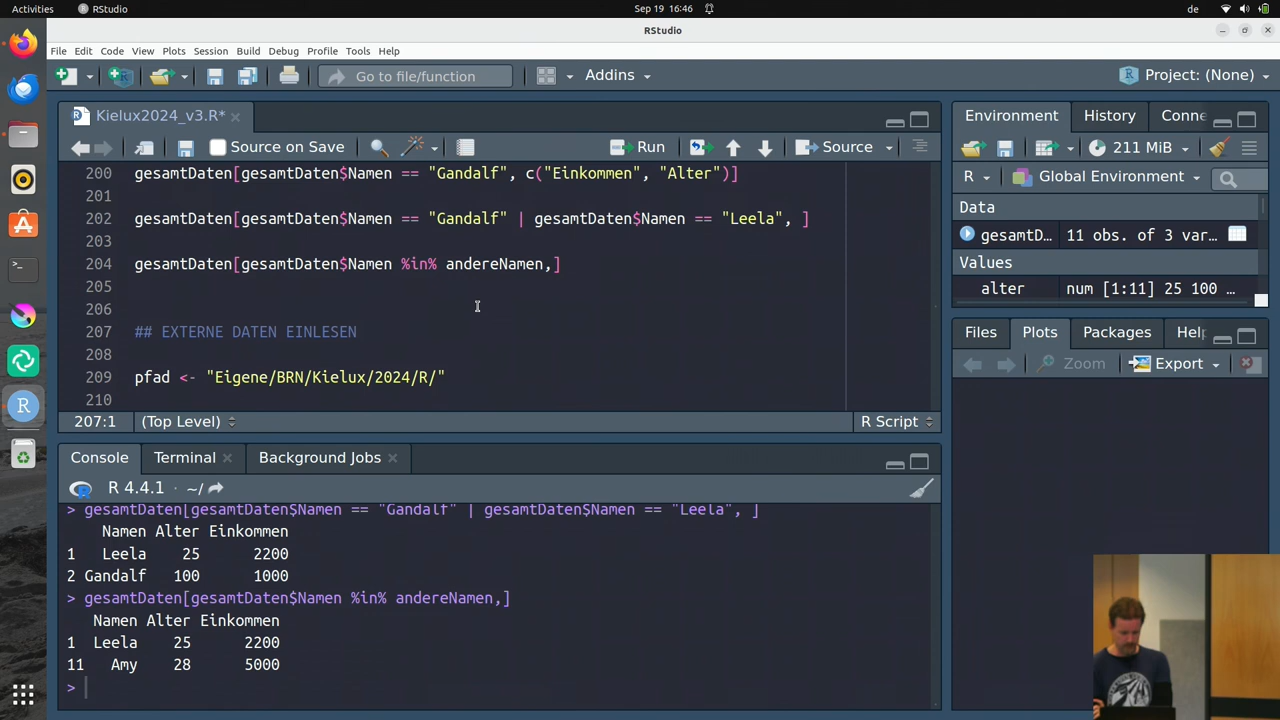 Activities
RStudio
Sep 19 16:46
de
RStudio
File Edit Code View Plots Session Build Debug Profile Tools Help
Go to file/function
Addins
Project: (None)
Kielux2024_v3.R*
Source on Save
Run
Source
200 gesamtDaten[gesamtDaten$Namen == "Gandalf", c("Einkommen", "Alter")]
201
202 gesamtDaten[gesamtDaten$Namen == "Gandalf" | gesamtDaten$Namen == "Leela", ]
203
204 gesamtDaten[gesamtDaten$Namen %in% andereNamen,]
205
206
207 ## EXTERNE DATEN EINLESEN
208
209 pfad <- "Eigene/BRN/Kielux/2024/R/"
210
207:1 (Top Level) R Script
Console Terminal Background Jobs
R 4.4.1 · ~/
> gesamtDaten[gesamtDaten$Namen == "Gandalf" | gesamtDaten$Namen == "Leela", ]
Namen Alter Einkommen
1 Leela 25 2200
2 Gandalf 100 1000
> gesamtDaten[gesamtDaten$Namen %in% andereNamen,]
Namen Alter Einkommen
1 Leela 25 2200
11 Amy 28 5000
>
Environment History Conne
211 MiB
R Global Environment
Data
gesamtD… 11 obs. of 3 var…
Values
alter num [1:11] 25 100 …
Files Plots Packages Help
Zoom Export